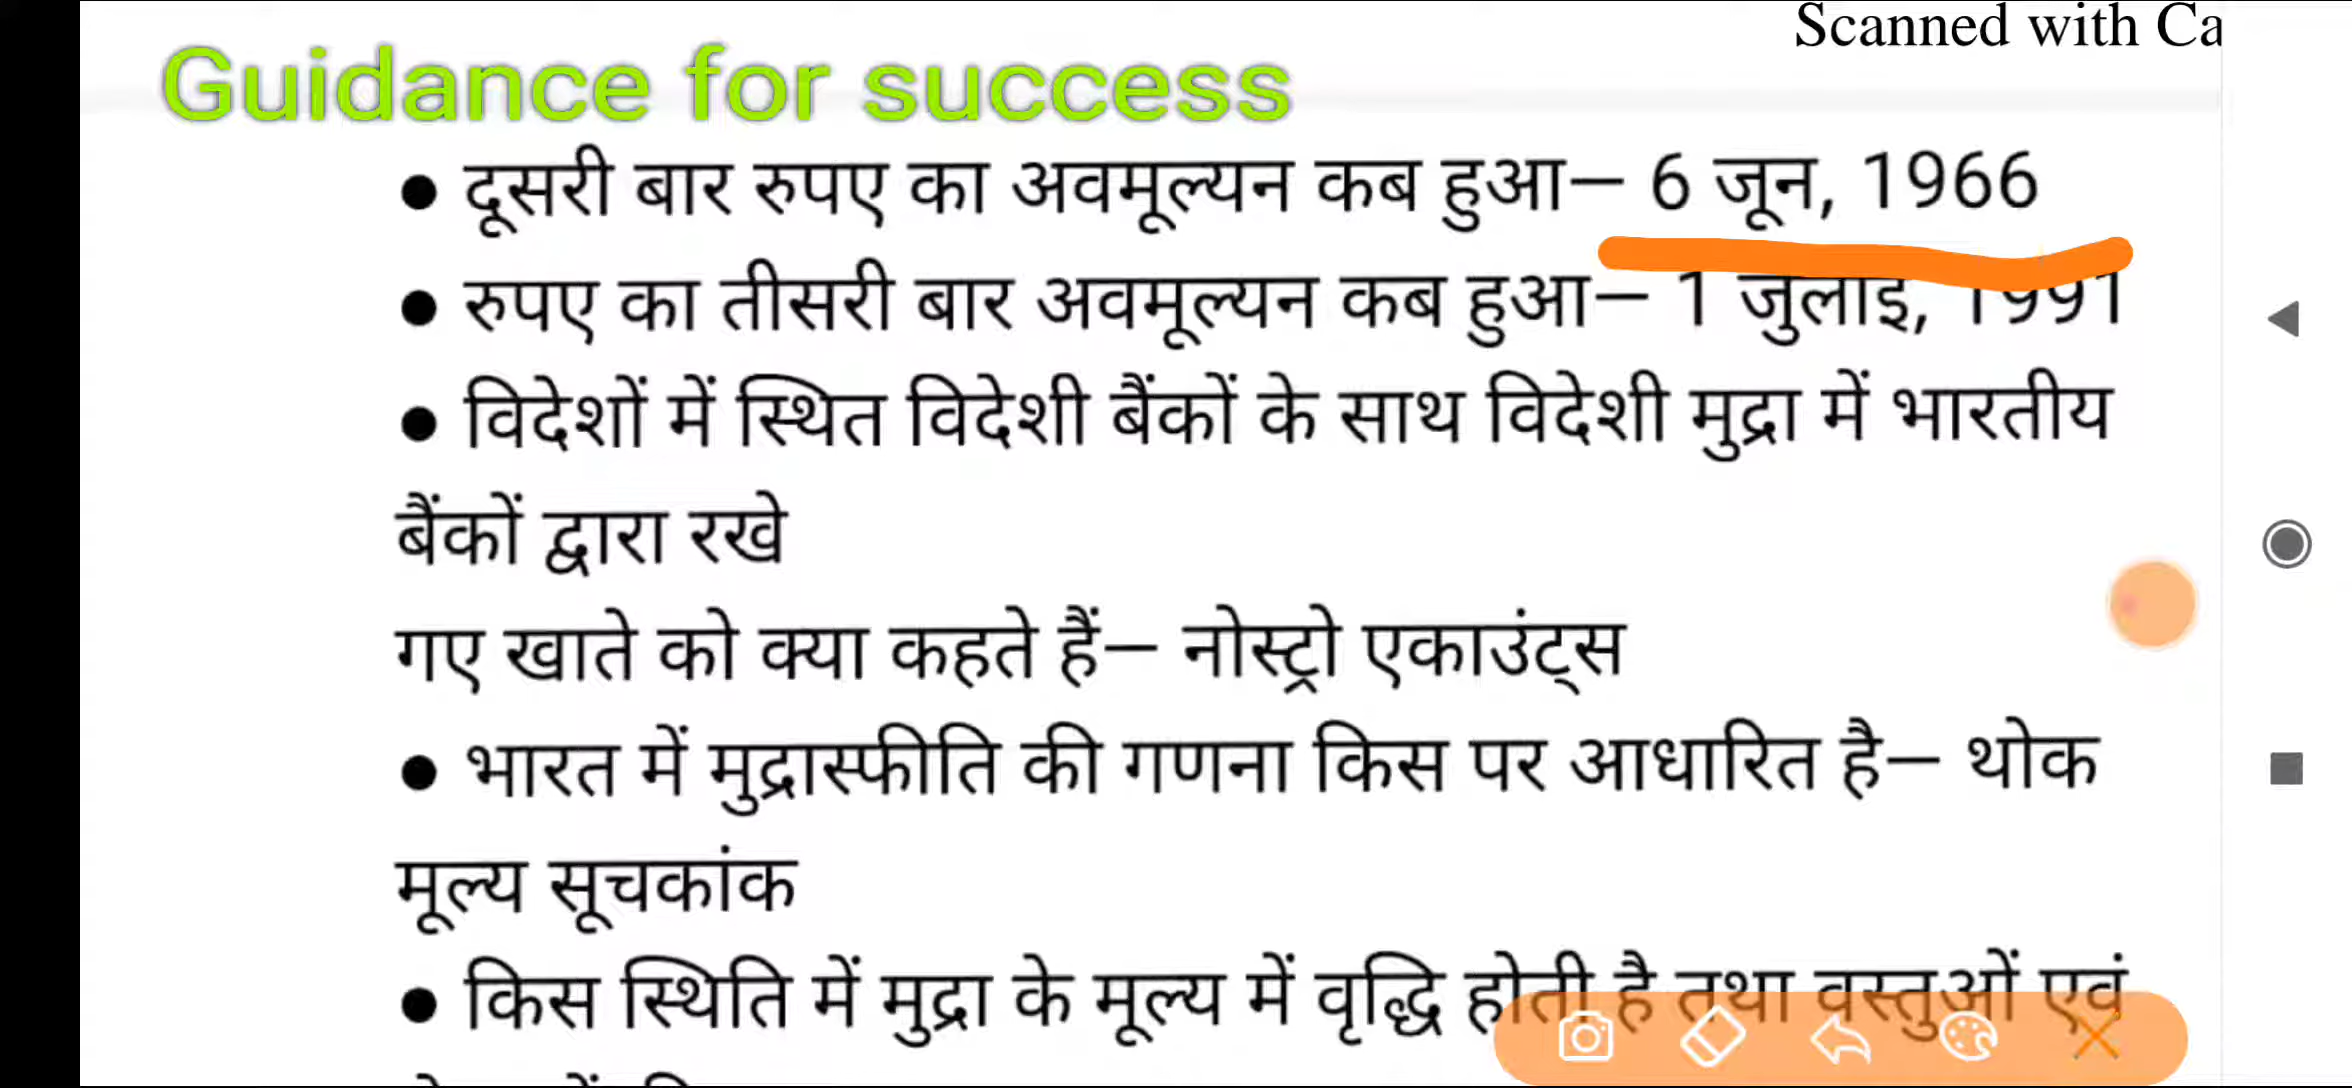 Scanned with Ca
Guidance for success
● दूसरी बार रुपए का अवमूल्यन कब हुआ— 6 जून, 1966
● रुपए का तीसरी बार अवमूल्यन कब हुआ— 1 जुलाई, 1991
● विदेशों में स्थित विदेशी बैंकों के साथ विदेशी मुद्रा में भारतीय
बैंकों द्वारा रखे
गए खाते को क्या कहते हैं— नोस्ट्रो एकाउंट्स
● भारत में मुद्रास्फीति की गणना किस पर आधारित है— थोक
मूल्य सूचकांक
● किस स्थिति में मुद्रा के मूल्य में वृद्धि होती है तथा वस्तुओं एवं